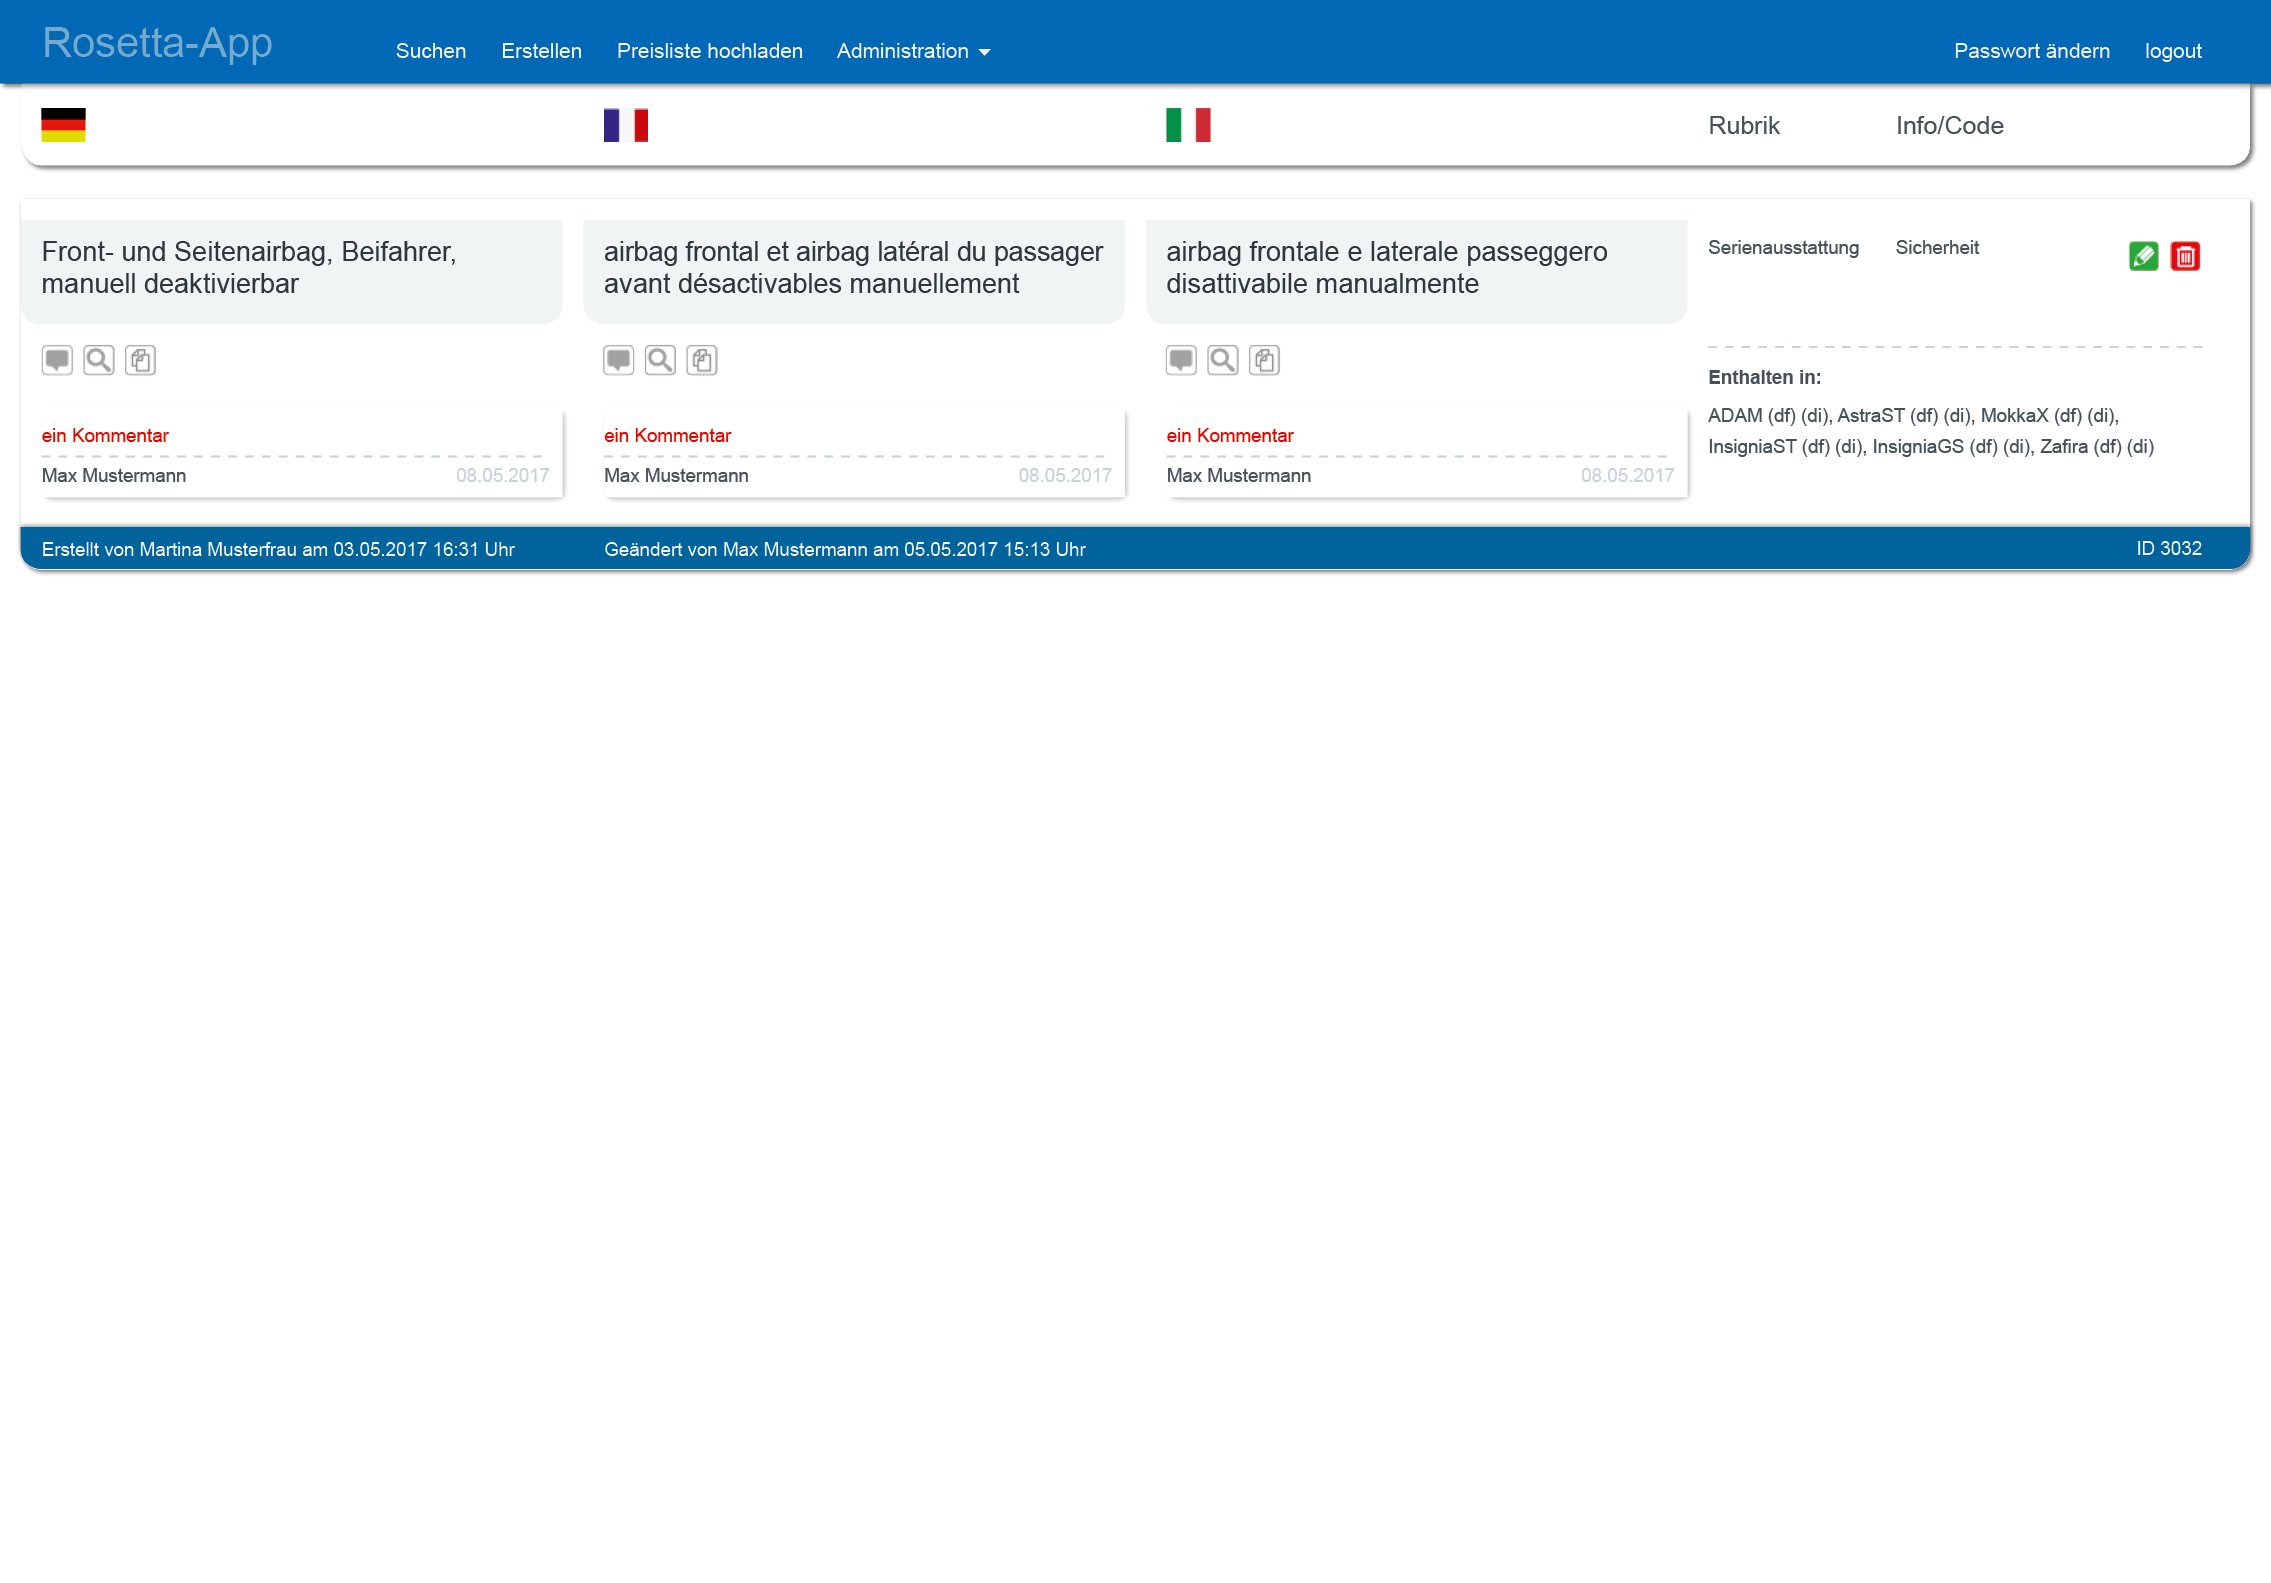 Rosetta-App
Suchen Erstellen Preisliste hochladen Administration
Passwort ändern logout
Rubrik Info/Code
Front- und Seitenairbag, Beifahrer,
manuell deaktivierbar
airbag frontal et airbag latéral du passager
avant désactivables manuellement
airbag frontale e laterale passeggero
disattivabile manualmente
Serienausstattung Sicherheit
ein Kommentar
Max Mustermann 08.05.2017
ein Kommentar
Max Mustermann 08.05.2017
ein Kommentar
Max Mustermann 08.05.2017
Enthalten in:
ADAM (df) (di), AstraST (df) (di), MokkaX (df) (di),
InsigniaST (df) (di), InsigniaGS (df) (di), Zafira (df) (di)
Erstellt von Martina Musterfrau am 03.05.2017 16:31 Uhr
Geändert von Max Mustermann am 05.05.2017 15:13 Uhr
ID 3032